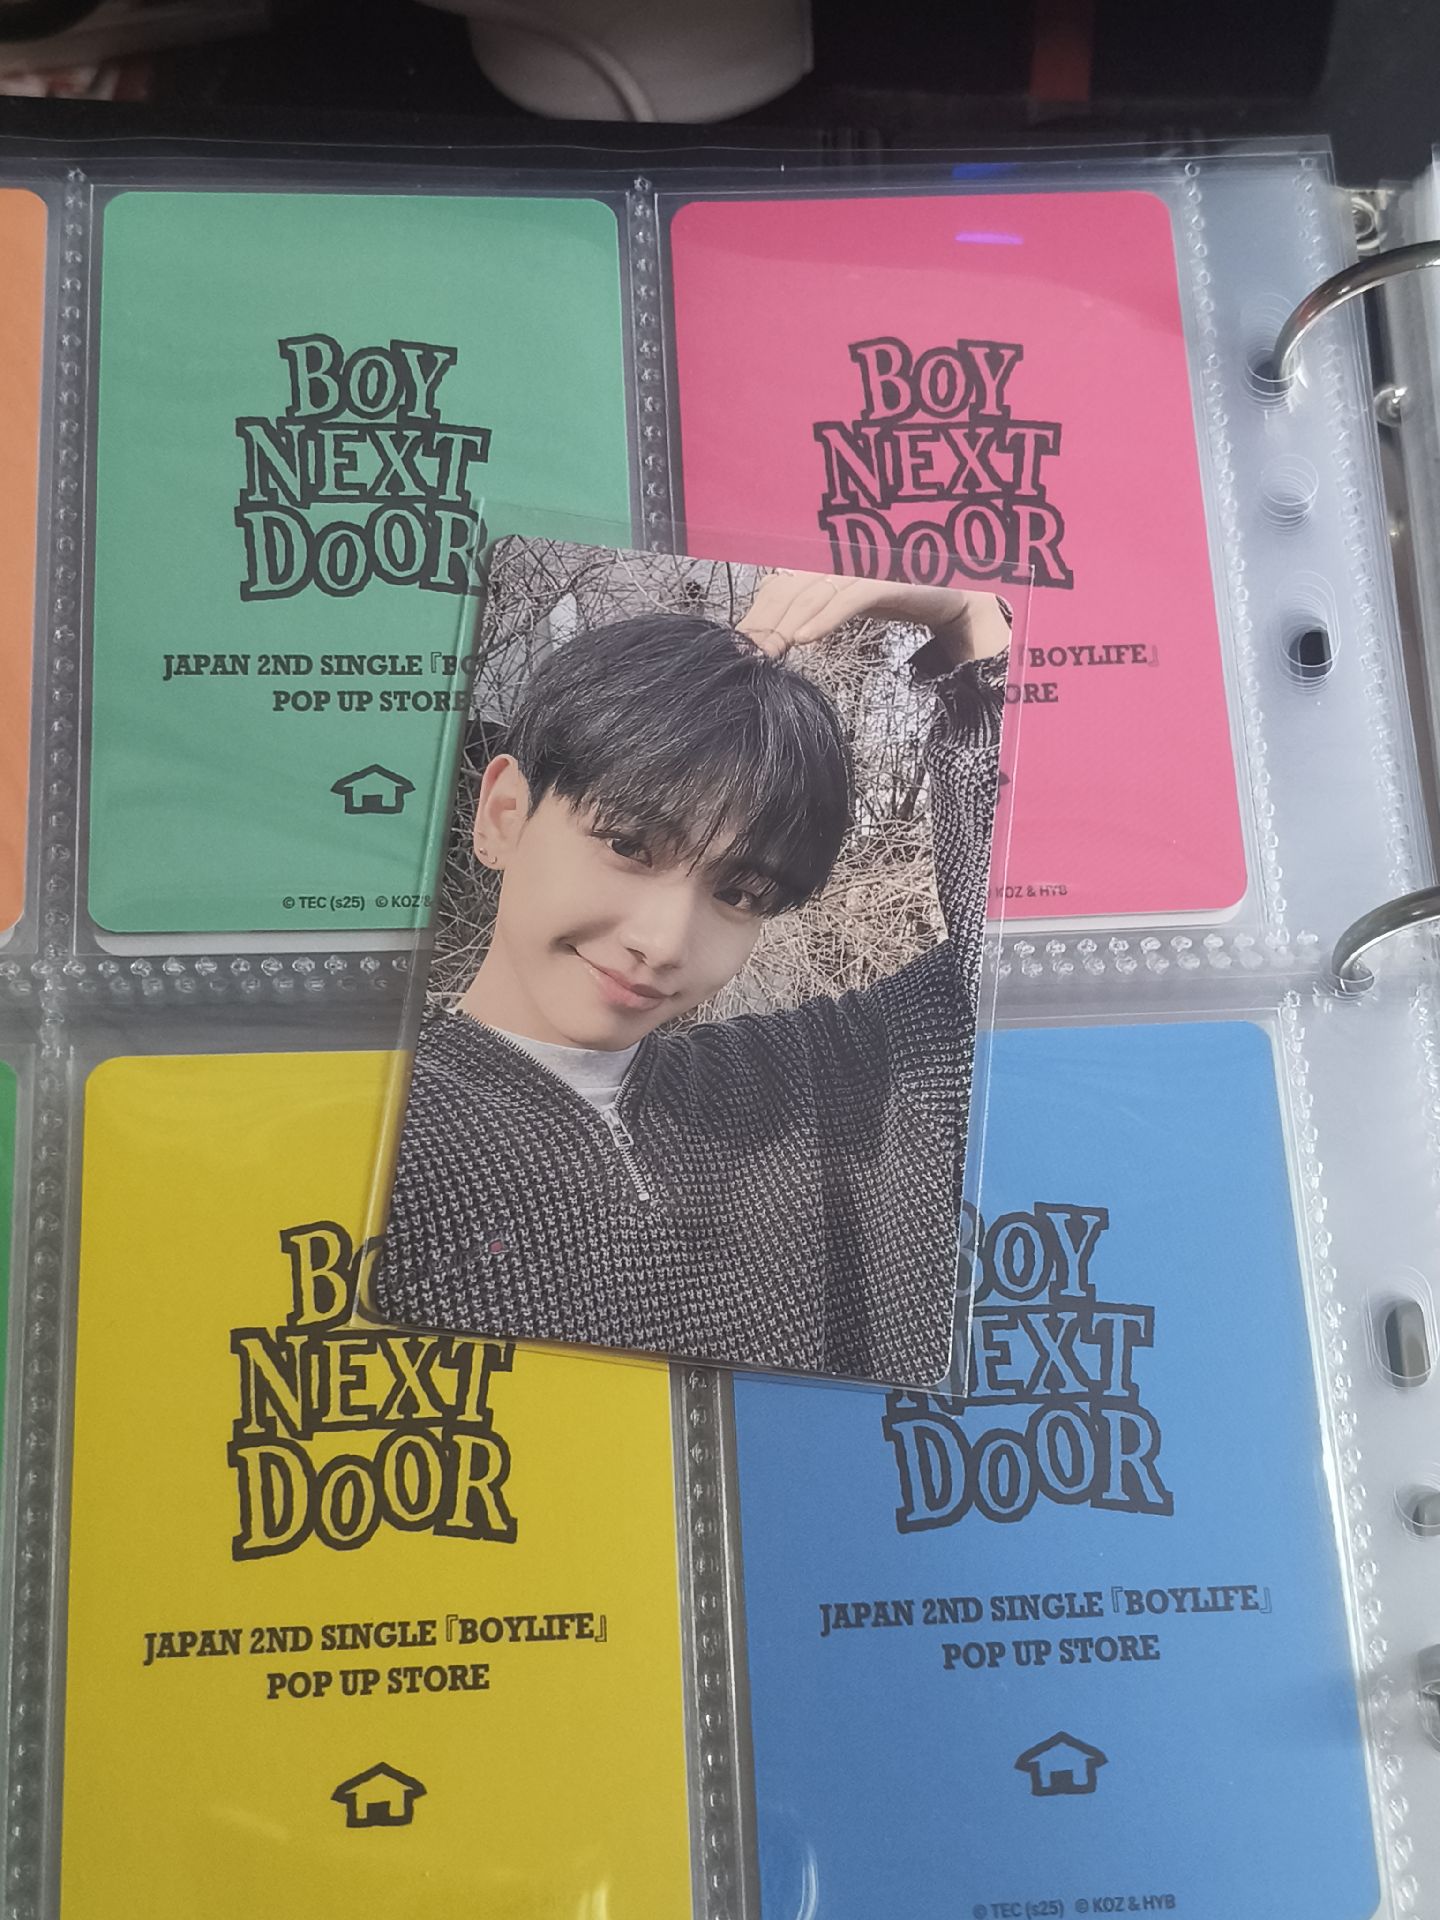 BOY
NEXT
DOOR
JAPAN 2ND SINGLE『
POP UP STORE
© TEC (s25) © KOZ &
BOY
NEXT
DOOR
『BOYLIFE』
KOZ & HYB
NEXT
DOOR
JAPAN 2ND SINGLE『BOYLIFE』
POP UP STORE
BOY
NEXT
DOOR
JAPAN 2ND SINGLE『BOYLIFE』
POP UP STORE
© TEC (s25) © KOZ & HYB